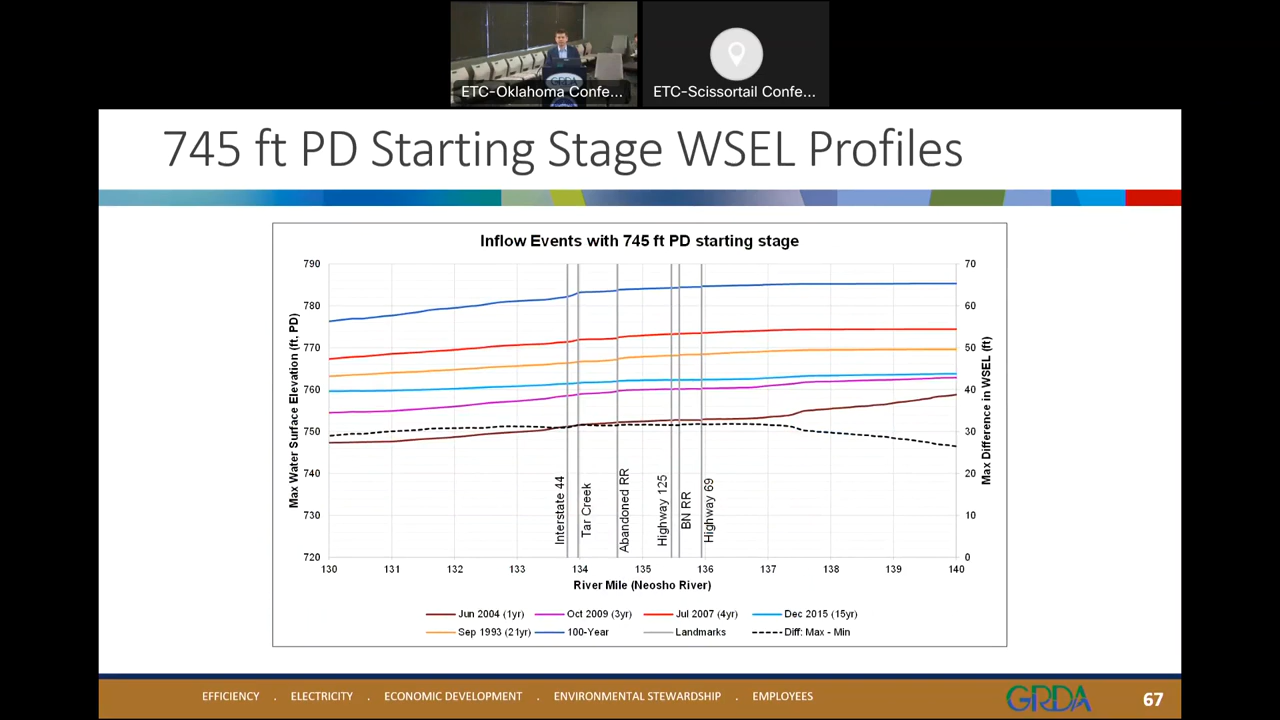 ETC-Oklahoma Confe...
ETC-Scissortail Confe...
745 ft PD Starting Stage WSEL Profiles
Inflow Events with 745 ft PD starting stage
Max Water Surface Elevation (ft, PD)
790
780
770
760
750
740
730
720
70
60
50
40
30
20
10
0
Max Difference in WSEL (ft)
Interstate 44
Tar Creek
Abandoned RR
Highway 125
BN RR
Highway 69
130 131 132 133 134 135 136 137 138 139 140
River Mile (Neosho River)
Jun 2004 (1yr) Oct 2009 (3yr) Jul 2007 (4yr) Dec 2015 (15yr)
Sep 1993 (21yr) 100-Year Landmarks Diff: Max - Min
EFFICIENCY . ELECTRICITY . ECONOMIC DEVELOPMENT . ENVIRONMENTAL STEWARDSHIP . EMPLOYEES
GRDA
67